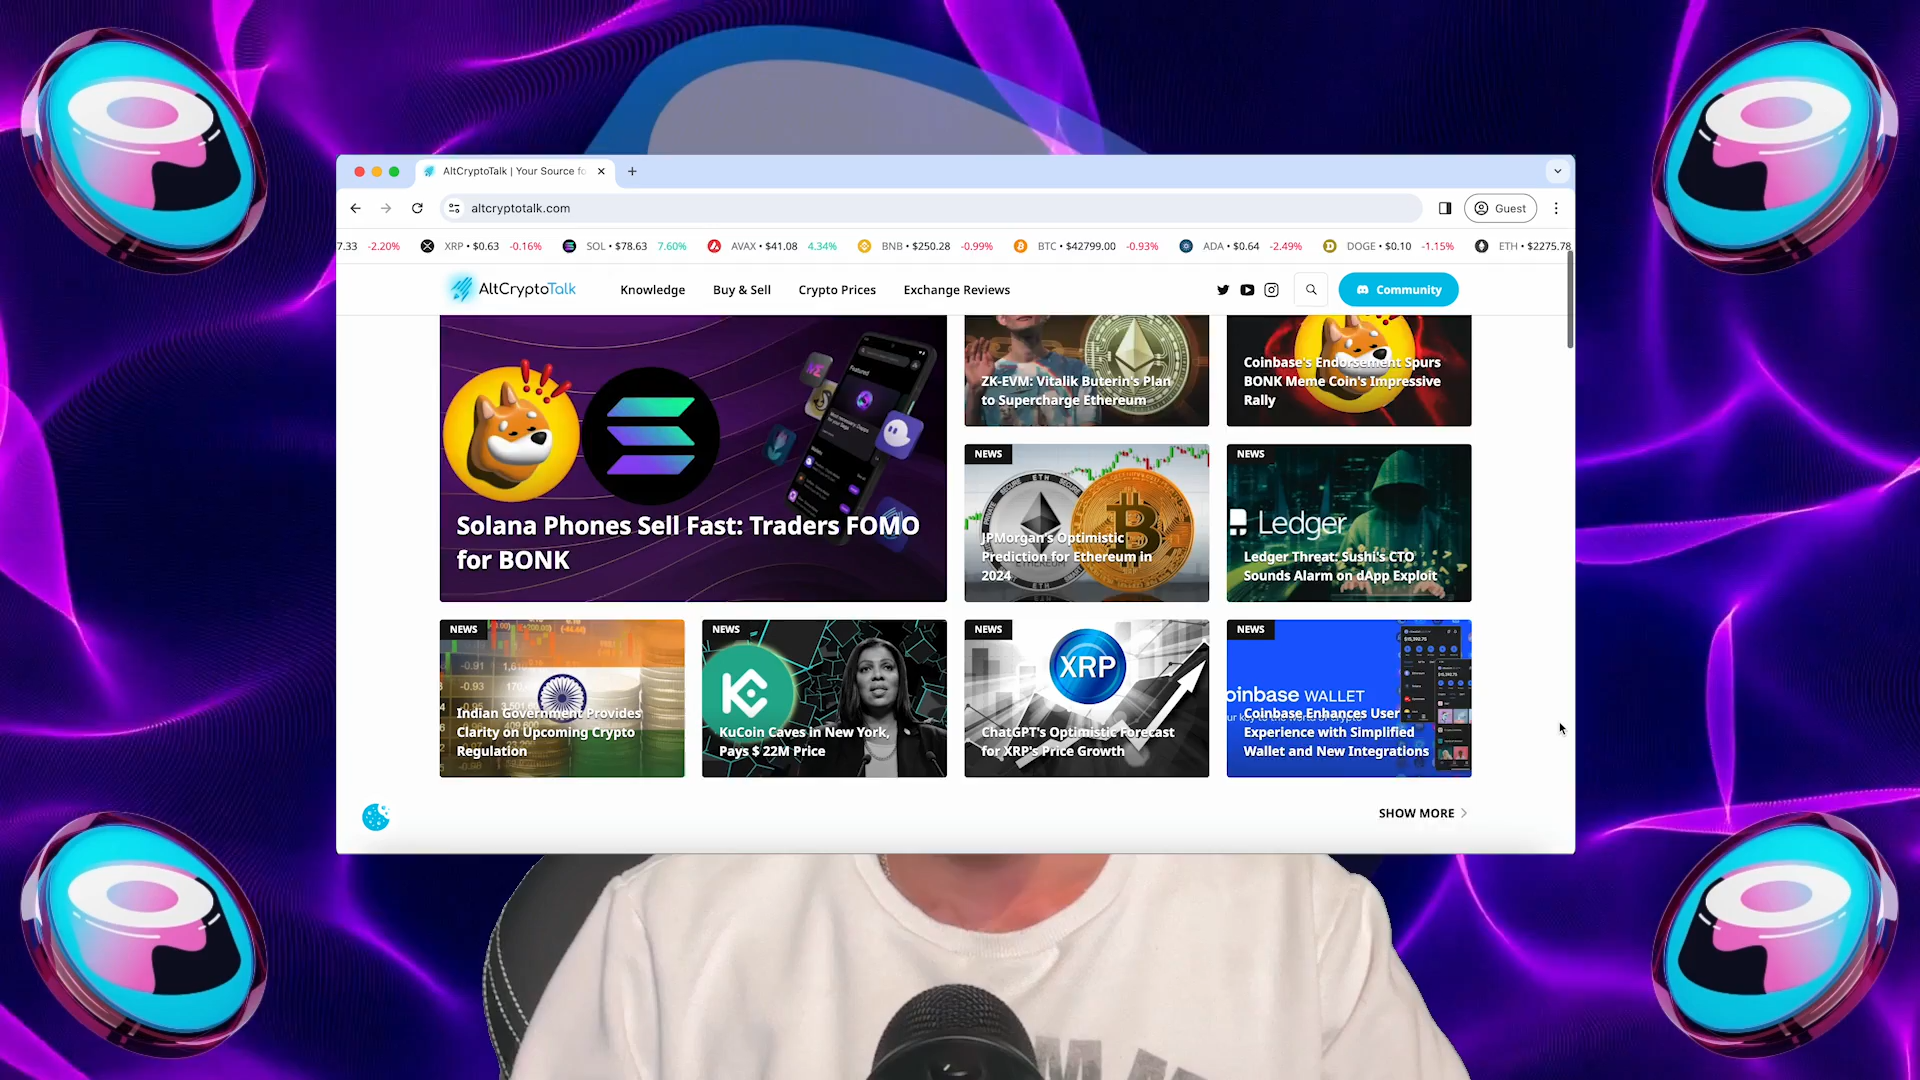 AltCryptoTalk | Your Source fo
altcryptotalk.com
Guest
7.33 -2.20% XRP • $0.63 -0.16% SOL • $78.63 7.60% AVAX • $41.08 4.34% BNB • $250.28 -0.99% BTC • $42799.00 -0.93% ADA • $0.64 -2.49% DOGE • $0.10 -1.15% ETH • $2275.78
AltCryptoTalk
Knowledge Buy & Sell Crypto Prices Exchange Reviews
Community
Solana Phones Sell Fast: Traders FOMO
for BONK
ZK-EVM: Vitalik Buterin's Plan
to Supercharge Ethereum
Coinbase's Endorsement Spurs
BONK Meme Coin's Impressive
Rally
NEWS
JPMorgan's Optimistic
Prediction for Ethereum in
2024
NEWS
Ledger
Ledger Threat: Sushi's CTO
Sounds Alarm on dApp Exploit
NEWS
Indian Government Provides
Clarity on Upcoming Crypto
Regulation
NEWS
KuCoin Caves in New York,
Pays $ 22M Price
NEWS
XRP
ChatGPT's Optimistic Forecast
for XRP's Price Growth
NEWS
oinbase WALLET
Coinbase Enhances User
Experience with Simplified
Wallet and New Integrations
SHOW MORE